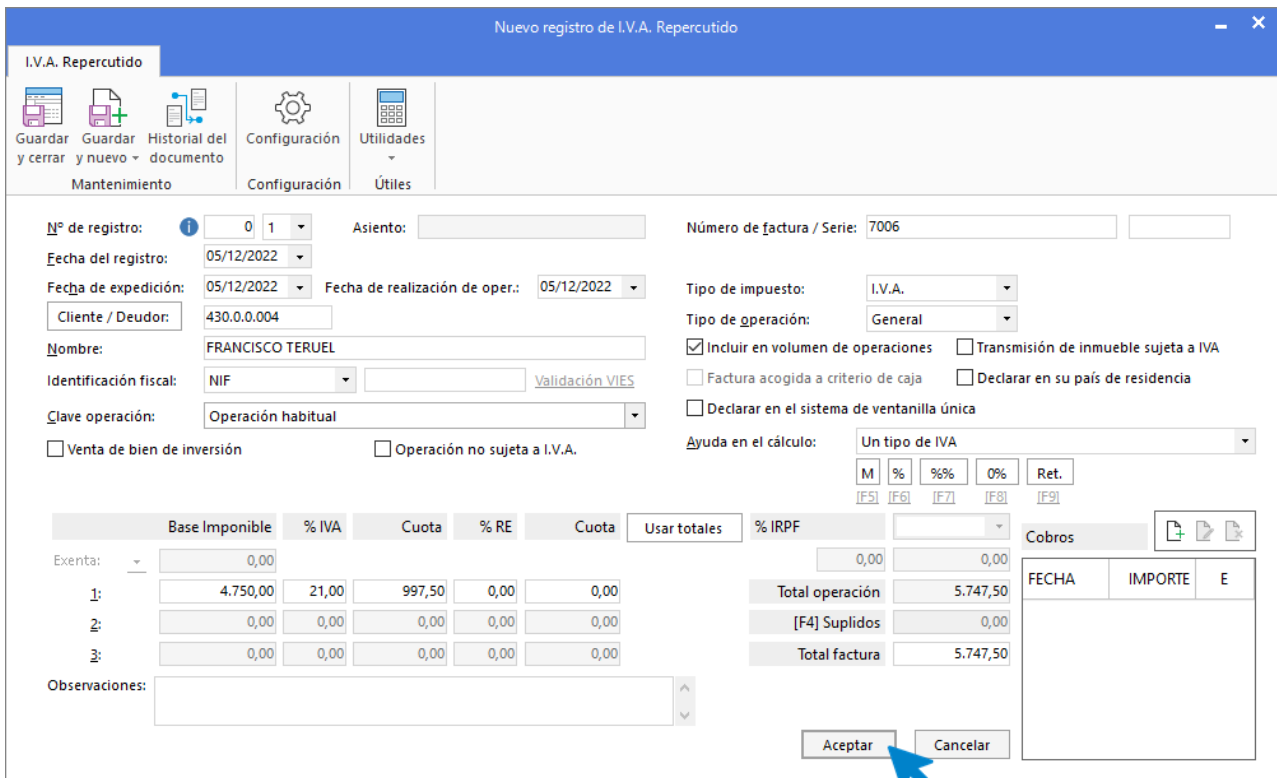 Nuevo registro de I.V.A. Repercutido
I.V.A. Repercutido
Guardar y cerrar
Guardar y nuevo
Historial del documento
Configuración
Utilidades
Mantenimiento
Configuración
Útiles
Nº de registro: 0 1 Asiento: Número de factura / Serie: 7006
Fecha del registro: 05/12/2022
Fecha de expedición: 05/12/2022 Fecha de realización de oper.: 05/12/2022 Tipo de impuesto: I.V.A.
Cliente / Deudor: 430.0.0.004 Tipo de operación: General
Nombre: FRANCISCO TERUEL Incluir en volumen de operaciones Transmisión de inmueble sujeta a IVA
Identificación fiscal: NIF Validación VIES Factura acogida a criterio de caja Declarar en su país de residencia
Clave operación: Operación habitual Declarar en el sistema de ventanilla única
Venta de bien de inversión Operación no sujeta a I.V.A. Ayuda en el cálculo: Un tipo de IVA
M % %% 0% Ret.
[F5] [F6] [F7] [F8] [F9]
Base Imponible % IVA Cuota % RE Cuota Usar totales % IRPF Cobros
Exenta: 0,00 0,00 0,00
FECHA IMPORTE E
1: 4.750,00 21,00 997,50 0,00 0,00 Total operación 5.747,50
2: 0,00 0,00 0,00 0,00 0,00 [F4] Suplidos 0,00
3: 0,00 0,00 0,00 0,00 0,00 Total factura 5.747,50
Observaciones:
Aceptar Cancelar